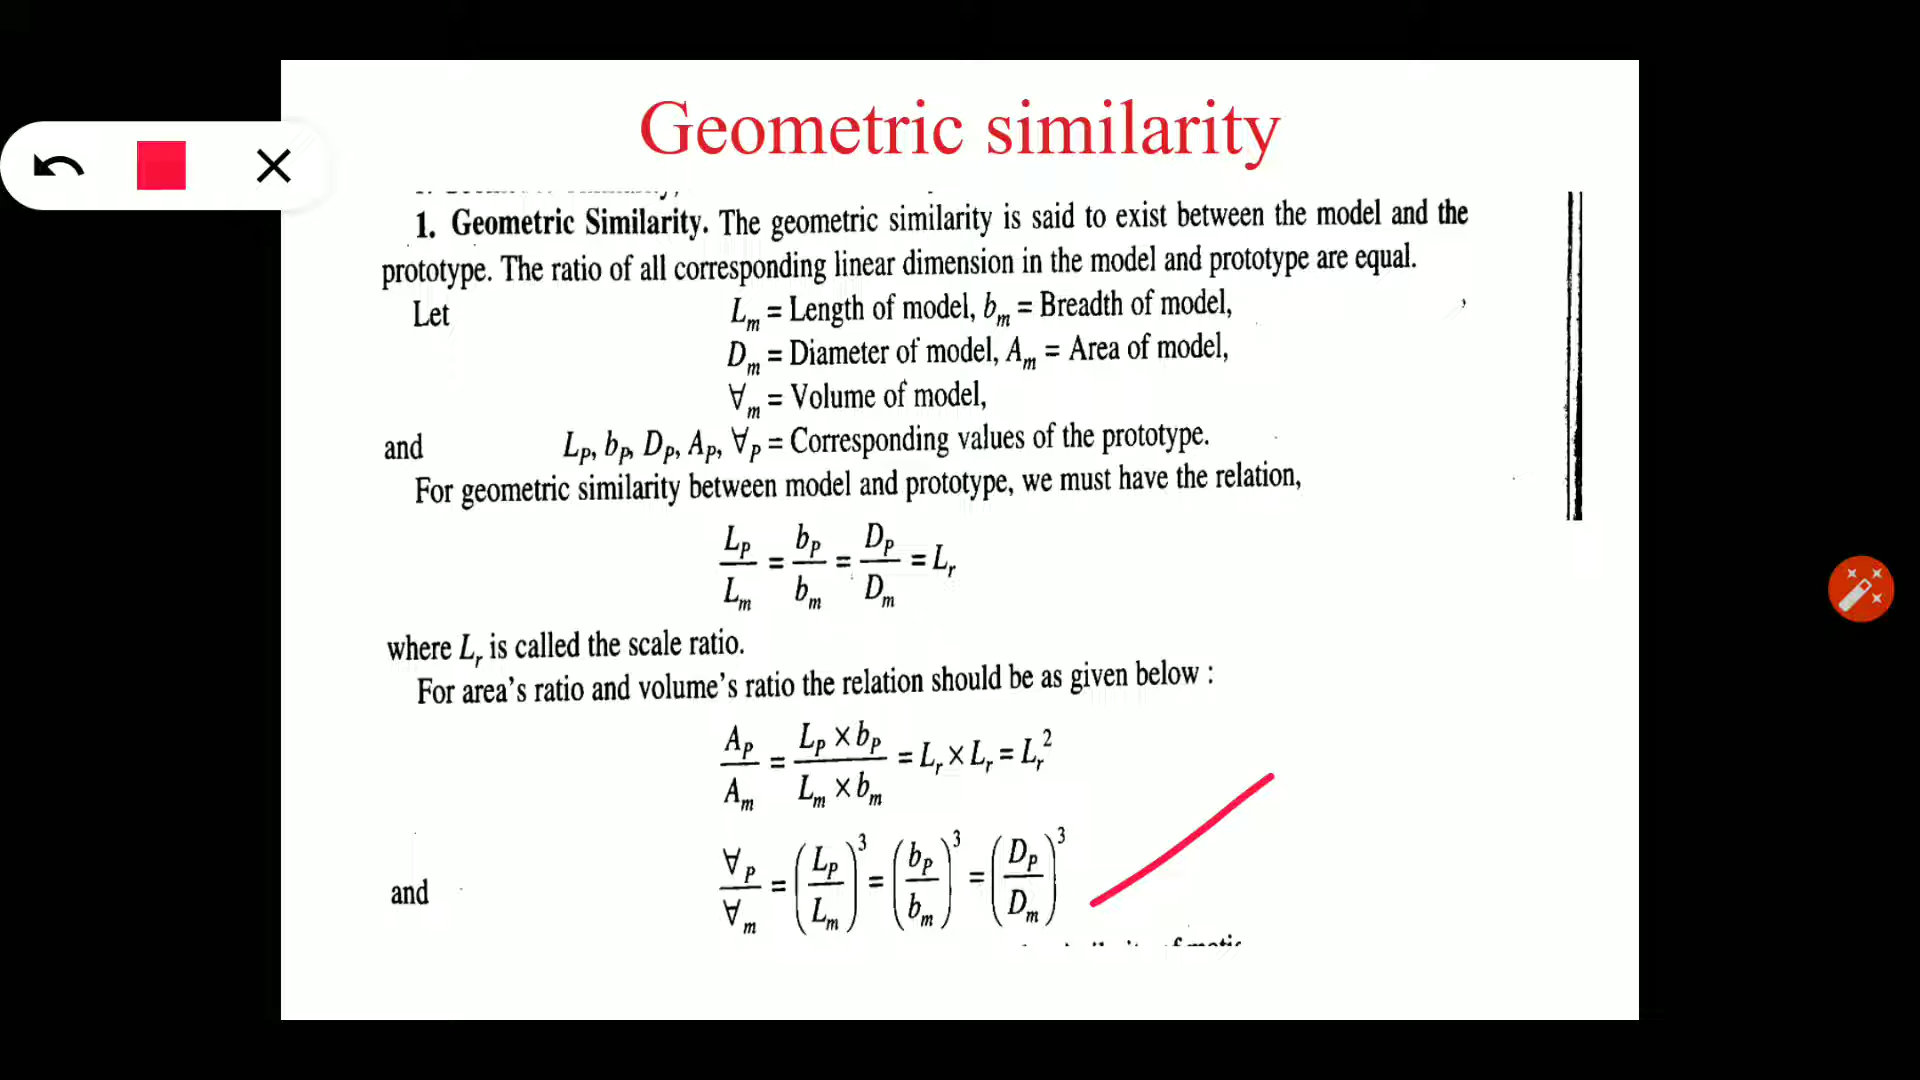 Geometric similarity
1. Geometric Similarity. The geometric similarity is said to exist between the model and the
prototype. The ratio of all corresponding linear dimension in the model and prototype are equal.
Let L_m = Length of model, b_m = Breadth of model,
D_m = Diameter of model, A_m = Area of model,
∀_m = Volume of model,
and L_P, b_P, D_P, A_P, ∀_P = Corresponding values of the prototype.
For geometric similarity between model and prototype, we must have the relation,
L_P/L_m = b_P/b_m = D_P/D_m = L_r
where L_r is called the scale ratio.
For area's ratio and volume's ratio the relation should be as given below :
A_P/A_m = (L_P × b_P)/(L_m × b_m) = L_r × L_r = L_r^2
and ∀_P/∀_m = (L_P/L_m)^3 = (b_P/b_m)^3 = (D_P/D_m)^3